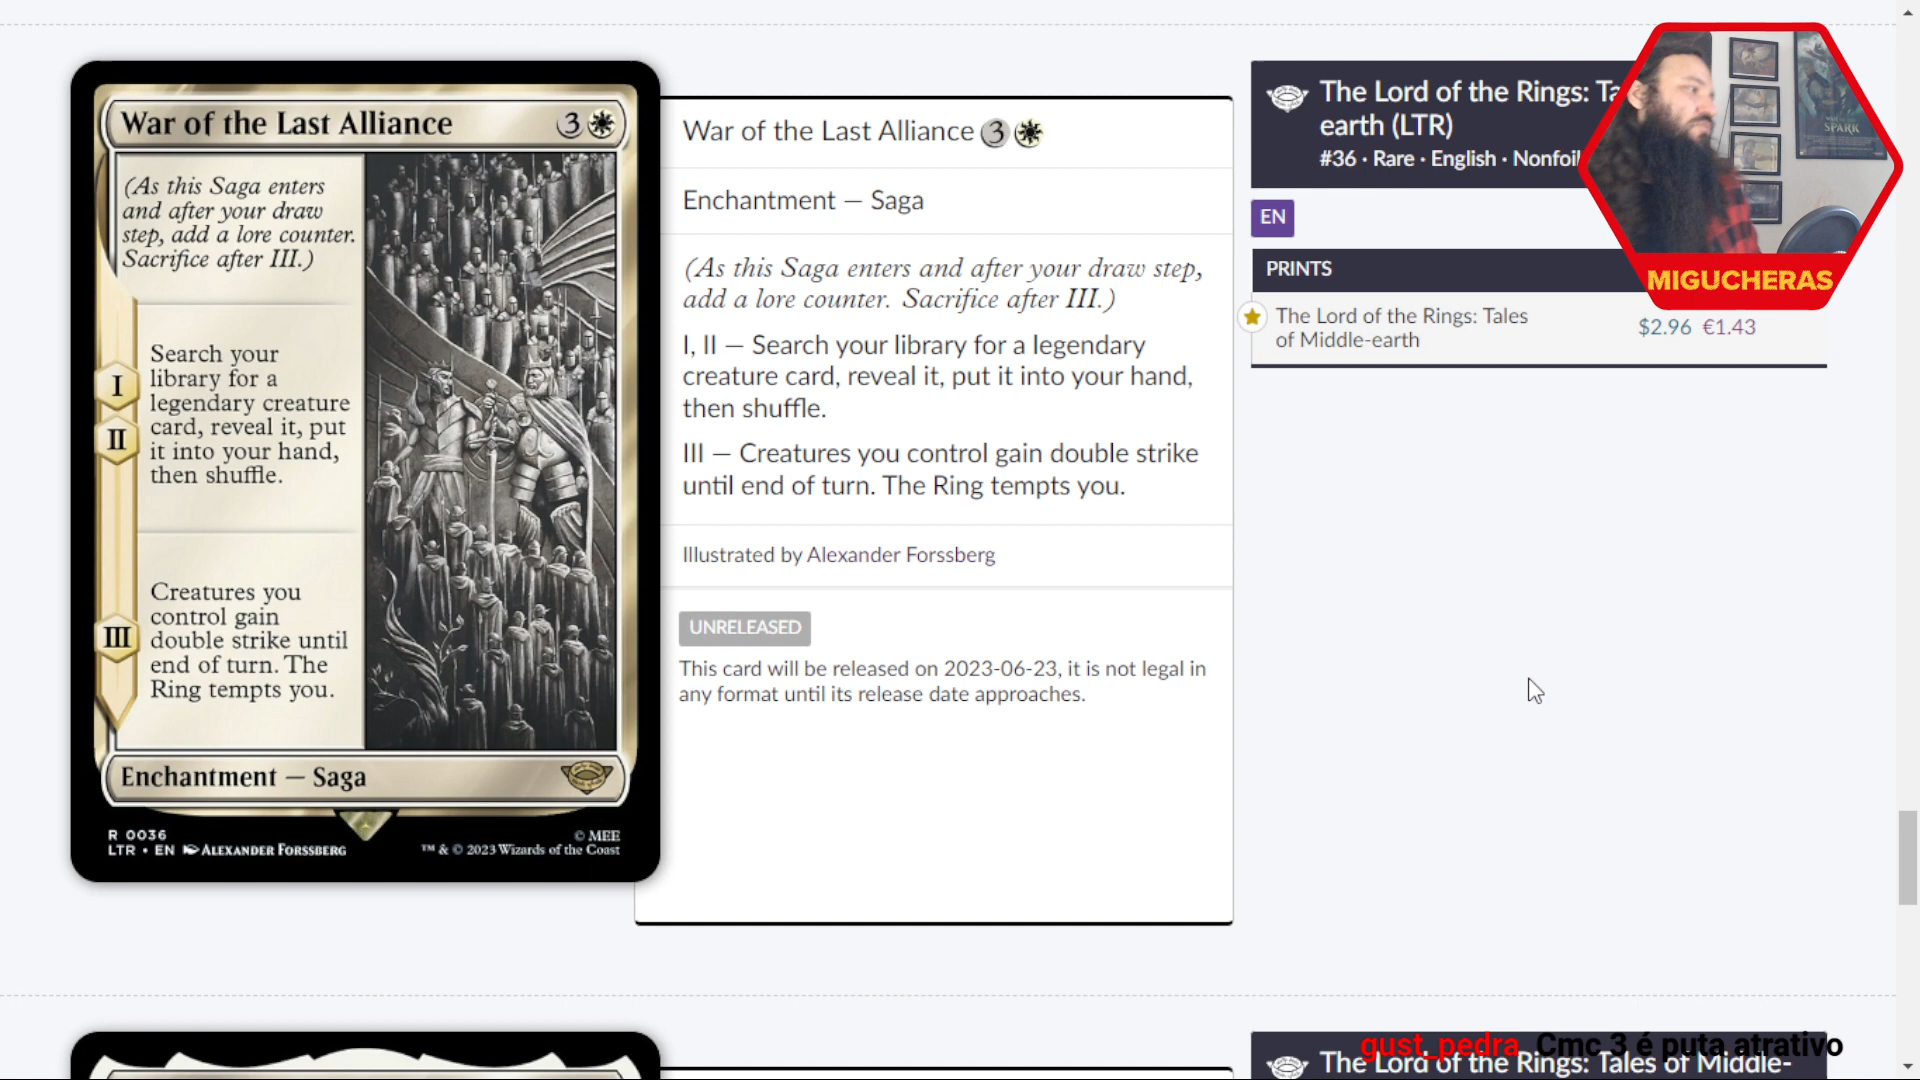 War of the Last Alliance 3
(As this Saga enters
and after your draw
step, add a lore counter.
Sacrifice after III.)
I
II
Search your
library for a
legendary creature
card, reveal it, put
it into your hand,
then shuffle.
III
Creatures you
control gain
double strike until
end of turn. The
Ring tempts you.
Enchantment — Saga
R 0036
LTR • EN ALEXANDER FORSSBERG
© MEE
™ & © 2023 Wizards of the Coast
War of the Last Alliance 3
Enchantment — Saga
(As this Saga enters and after your draw step,
add a lore counter. Sacrifice after III.)
I, II — Search your library for a legendary
creature card, reveal it, put it into your hand,
then shuffle.
III — Creatures you control gain double strike
until end of turn. The Ring tempts you.
Illustrated by Alexander Forssberg
UNRELEASED
This card will be released on 2023-06-23, it is not legal in
any format until its release date approaches.
The Lord of the Rings: Ta
earth (LTR)
#36 · Rare · English · Nonfoil
EN
PRINTS
The Lord of the Rings: Tales
of Middle-earth
$2.96 €1.43
SPARK
MIGUCHERAS
gust_pedra Cmc 3 é puta atrativo
The Lord of the Rings: Tales of Middle-